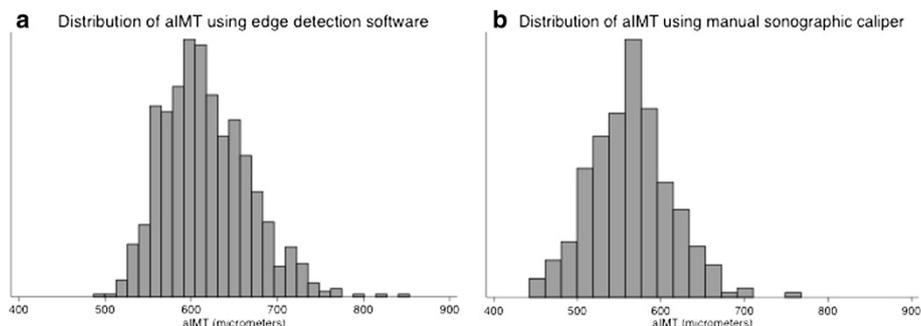 a Distribution of aIMT using edge detection software
400 500 600 700 800 900
aIMT (micrometers)
b Distribution of aIMT using manual sonographic caliper
400 500 600 700 800 900
aIMT (micrometers)